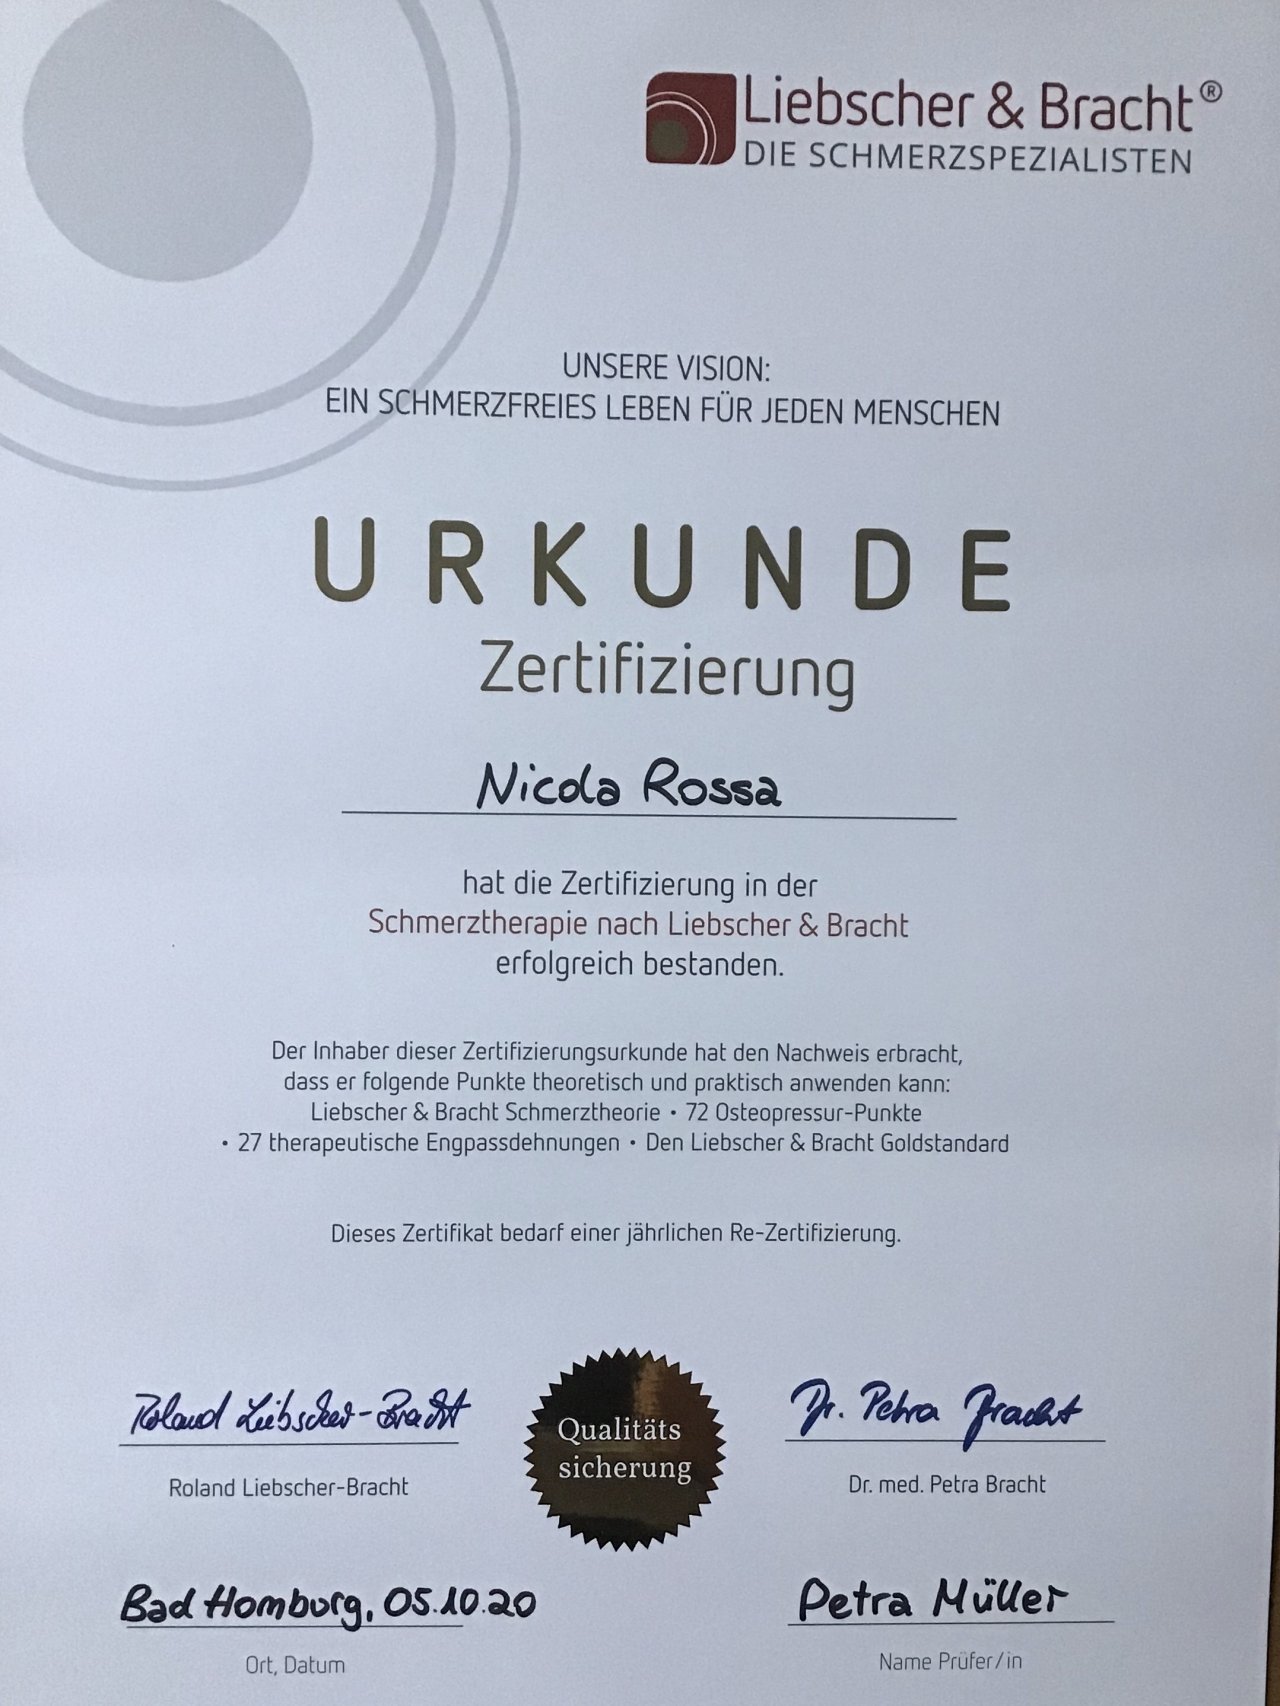 Liebscher & Bracht®
DIE SCHMERZSPEZIALISTEN
UNSERE VISION:
EIN SCHMERZFREIES LEBEN FÜR JEDEN MENSCHEN
URKUNDE
Zertifizierung
Nicola Rossa
hat die Zertifizierung in der
Schmerztherapie nach Liebscher & Bracht
erfolgreich bestanden.
Der Inhaber dieser Zertifizierungsurkunde hat den Nachweis erbracht,
dass er folgende Punkte theoretisch und praktisch anwenden kann:
Liebscher & Bracht Schmerztheorie • 72 Osteopressur-Punkte
• 27 therapeutische Engpassdehnungen • Den Liebscher & Bracht Goldstandard
Dieses Zertifikat bedarf einer jährlichen Re-Zertifizierung.
Roland Liebscher-Bracht
Roland Liebscher-Bracht
Qualitäts
sicherung
Dr. Petra Bracht
Dr. med. Petra Bracht
Bad Homburg, 05.10.20
Ort, Datum
Petra Müller
Name Prüfer/in